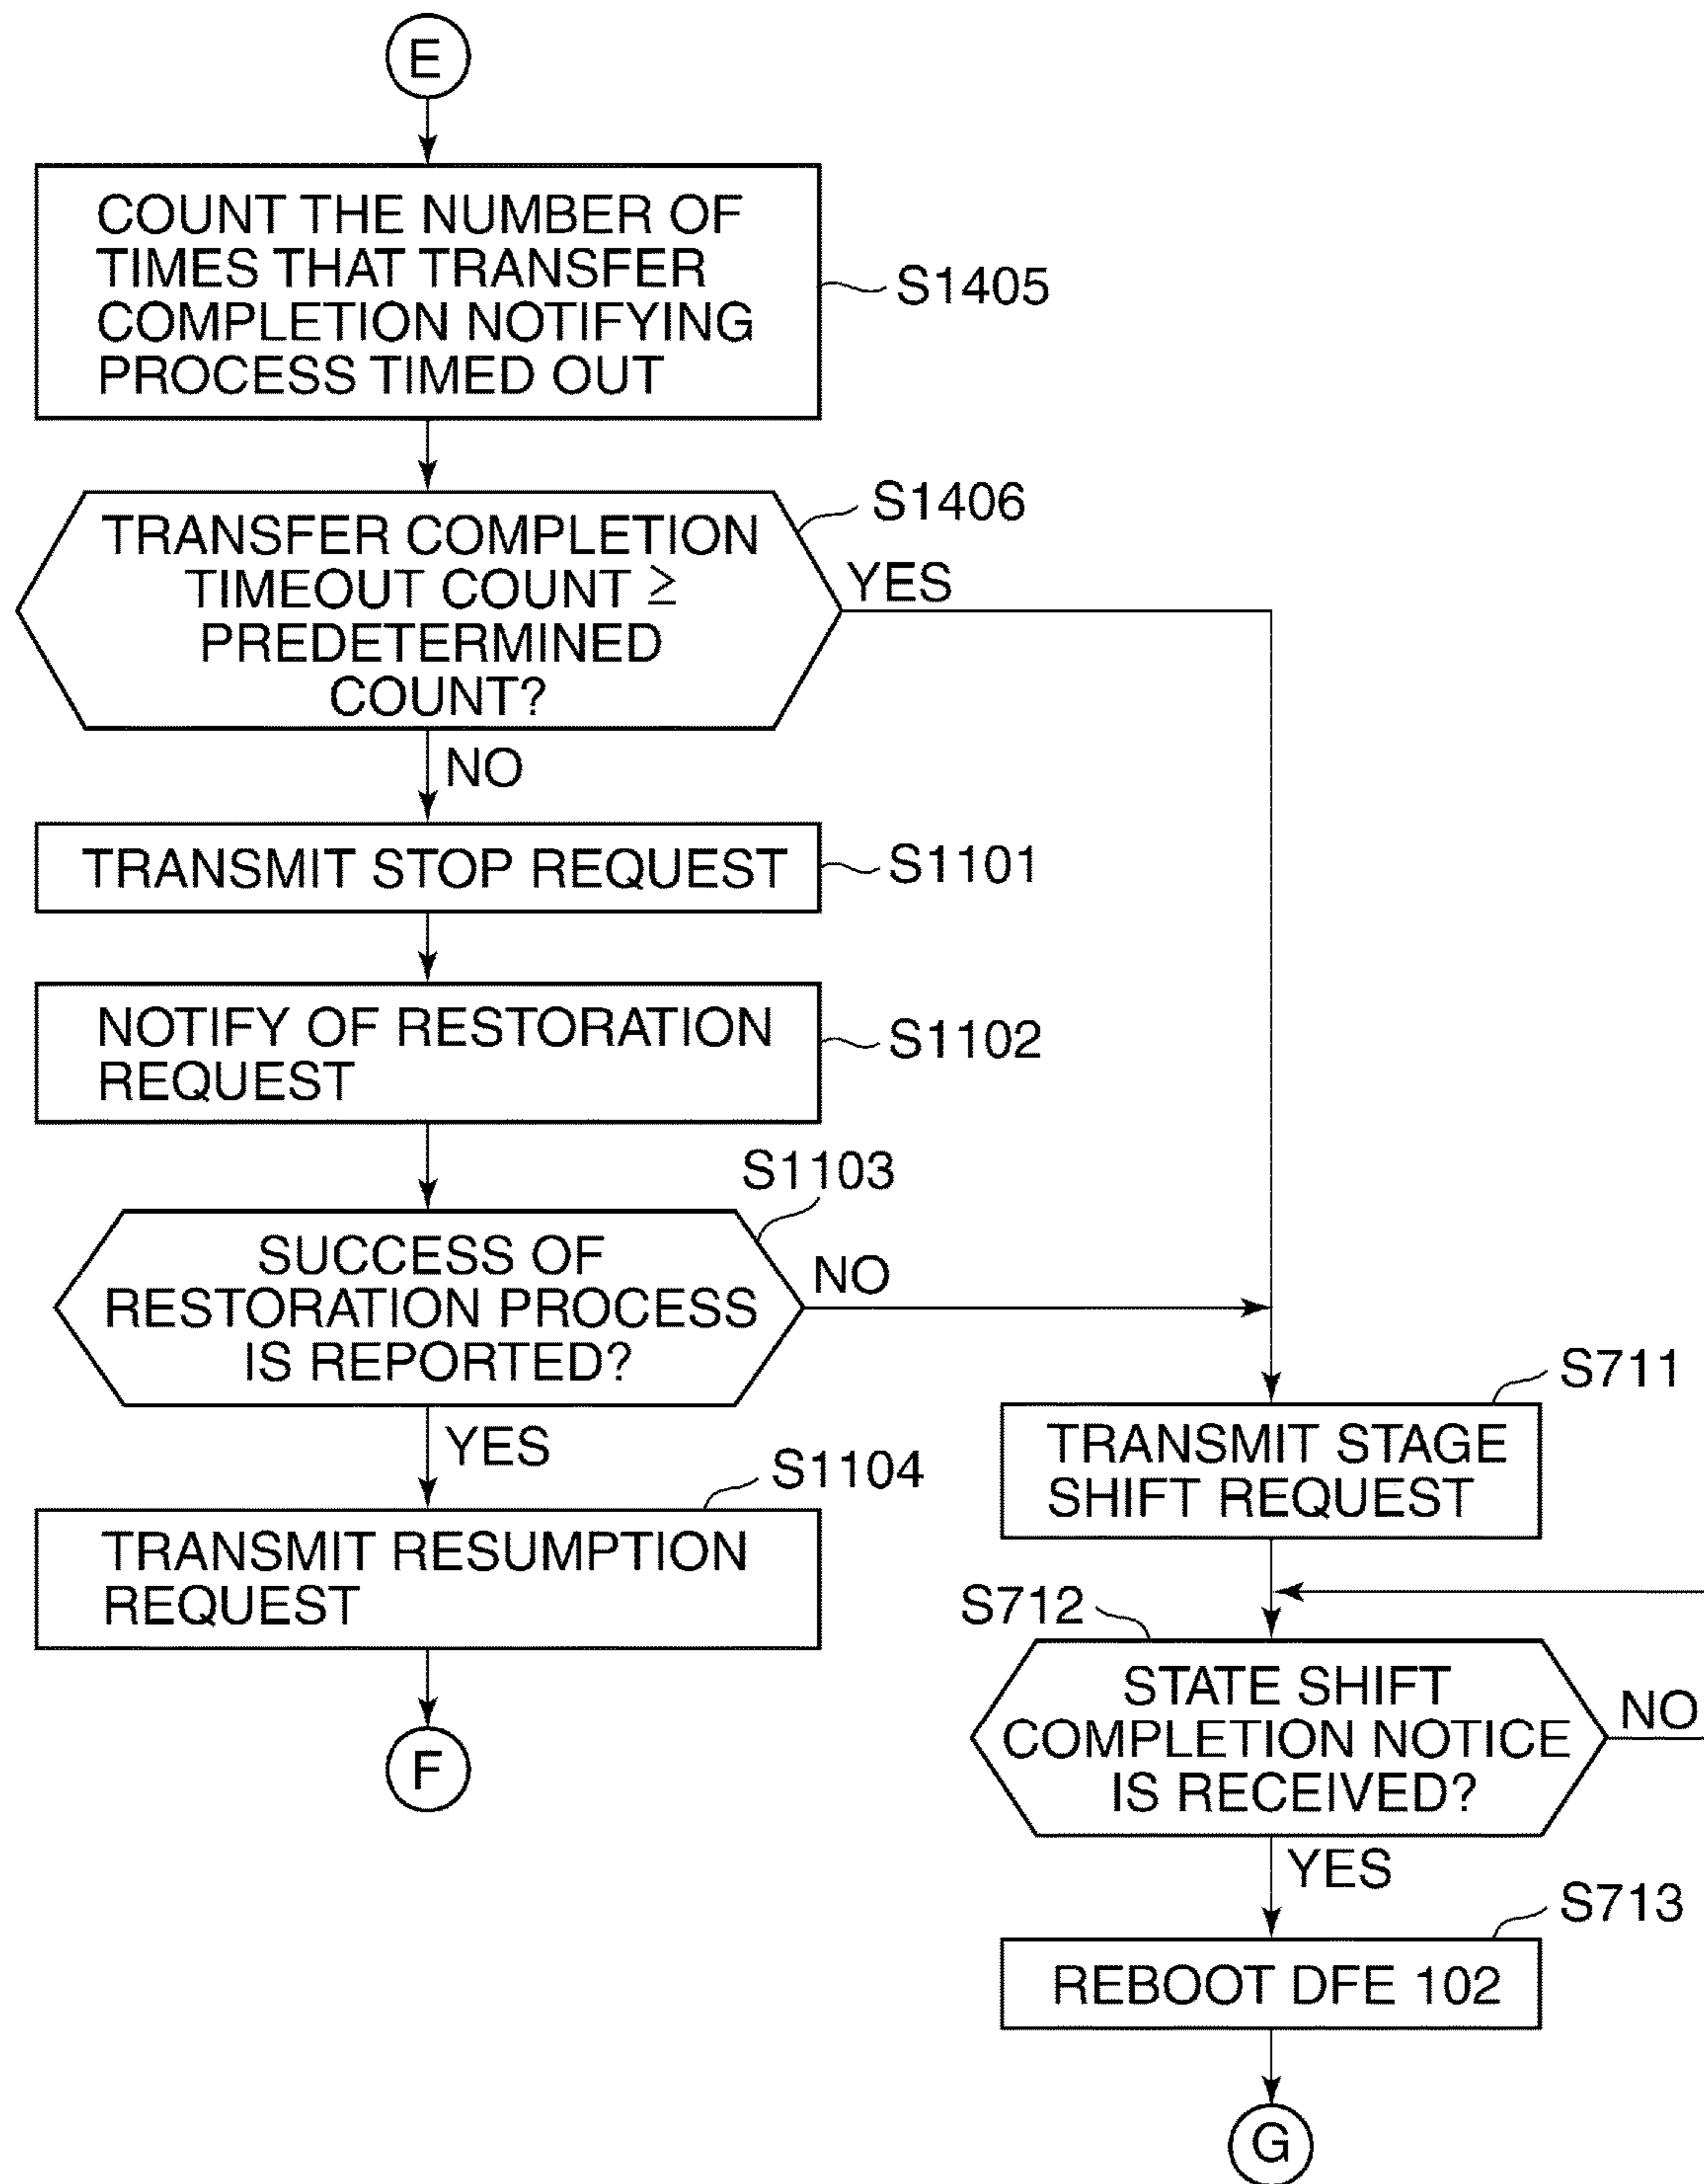 E
COUNT THE NUMBER OF
TIMES THAT TRANSFER
COMPLETION NOTIFYING
PROCESS TIMED OUT
S1405
S1406
TRANSFER COMPLETION
TIMEOUT COUNT ≥
PREDETERMINED
COUNT?
YES
NO
TRANSMIT STOP REQUEST
S1101
NOTIFY OF RESTORATION
REQUEST
S1102
S1103
SUCCESS OF
RESTORATION PROCESS
IS REPORTED?
NO
YES
S1104
TRANSMIT RESUMPTION
REQUEST
F
S711
TRANSMIT STAGE
SHIFT REQUEST
S712
STATE SHIFT
COMPLETION NOTICE
IS RECEIVED?
NO
YES
S713
REBOOT DFE 102
G